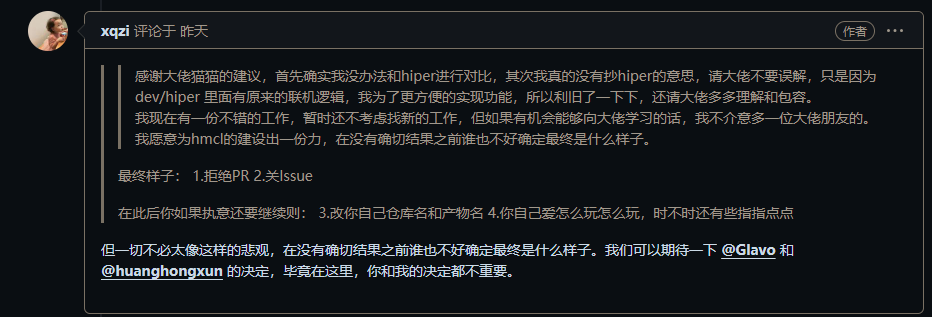 xqzi 评论于 昨天
作者
感谢大佬猫猫的建议，首先确实我没办法和hiper进行对比，其次我真的没有抄hiper的意思，请大佬不要误解，只是因为
dev/hiper 里面有原来的联机逻辑，我为了更方便的实现功能，所以利旧了一下下，还请大佬多多理解和包容。
我现在有一份不错的工作，暂时还不考虑找新的工作，但如果有机会能够向大佬学习的话，我不介意多一位大佬朋友的。
我愿意为hmcl的建设出一份力，在没有确切结果之前谁也不好确定最终是什么样子。
最终样子： 1.拒绝PR 2.关Issue
在此后你如果执意还要继续则： 3.改你自己仓库名和产物名 4.你自己爱怎么玩怎么玩，时不时还有些指指点点
但一切不必太像这样的悲观，在没有确切结果之前谁也不好确定最终是什么样子。我们可以期待一下 @Glavo 和
@huanghongxun 的决定，毕竟在这里，你和我的决定都不重要。